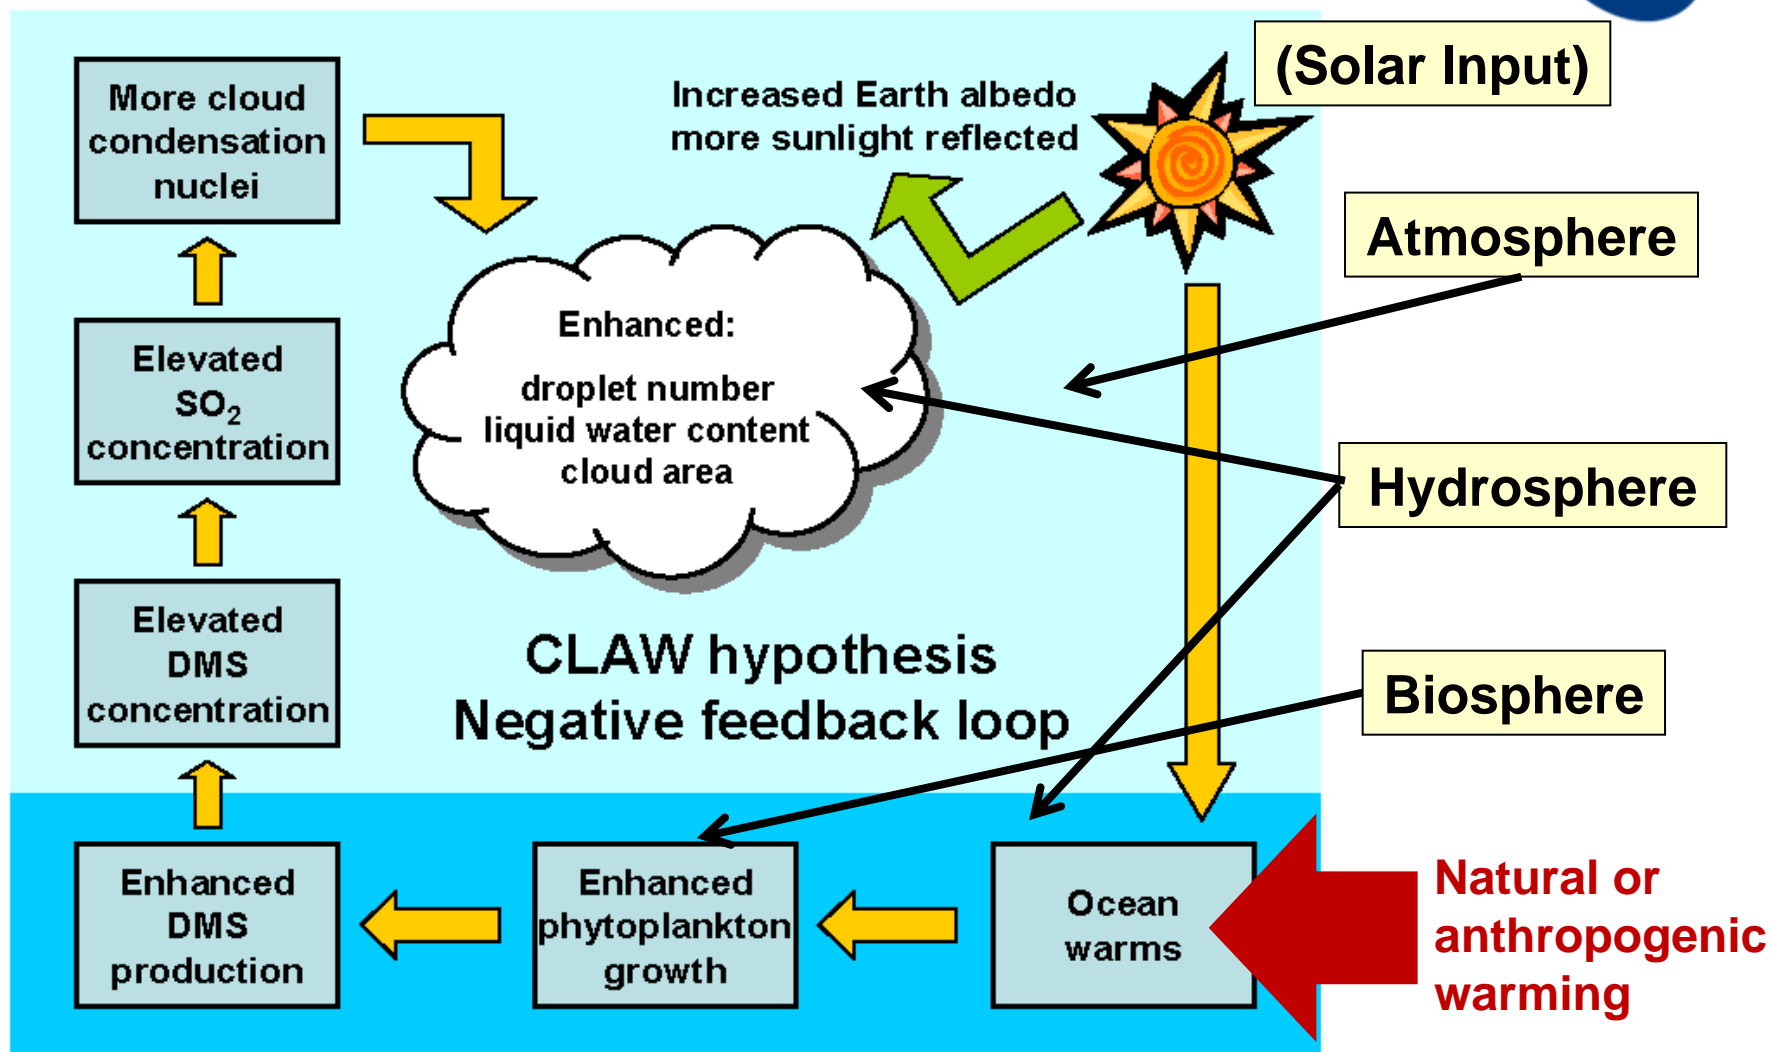 (Solar Input)
More cloud
condensation
nuclei
Increased Earth albedo
more sunlight reflected
Atmosphere
Enhanced:
droplet number
liquid water content
cloud area
Elevated
SO₂
concentration
Hydrosphere
Elevated
DMS
concentration
CLAW hypothesis
Negative feedback loop
Biosphere
Enhanced
DMS
production
Enhanced
phytoplankton
growth
Ocean
warms
Natural or
anthropogenic
warming